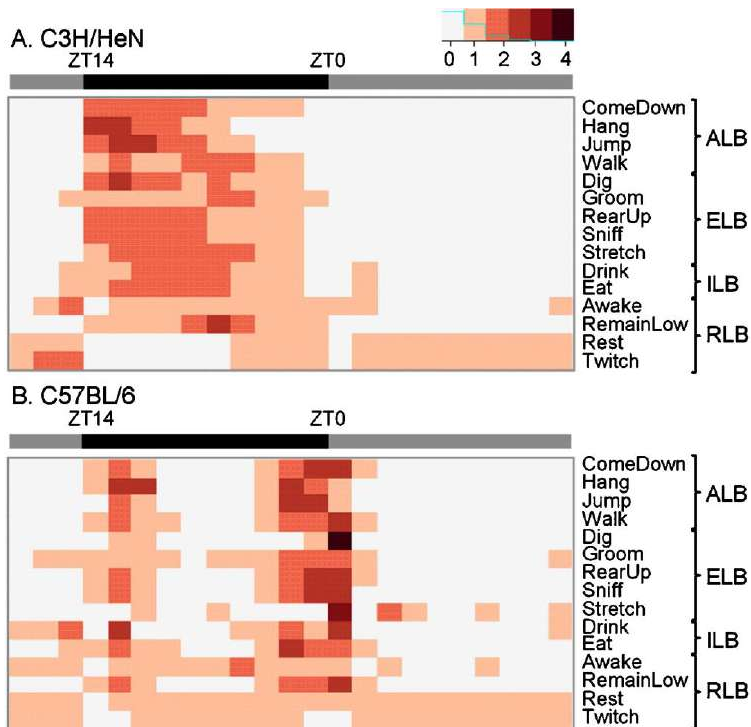 A. C3H/HeN
0 1 2 3 4
ZT14 ZT0
ComeDown
Hang
Jump
Walk
Dig
Groom
RearUp
Sniff
Stretch
Drink
Eat
Awake
RemainLow
Rest
Twitch
ALB
ELB
ILB
RLB
B. C57BL/6
ZT14 ZT0
ComeDown
Hang
Jump
Walk
Dig
Groom
RearUp
Sniff
Stretch
Drink
Eat
Awake
RemainLow
Rest
Twitch
ALB
ELB
ILB
RLB